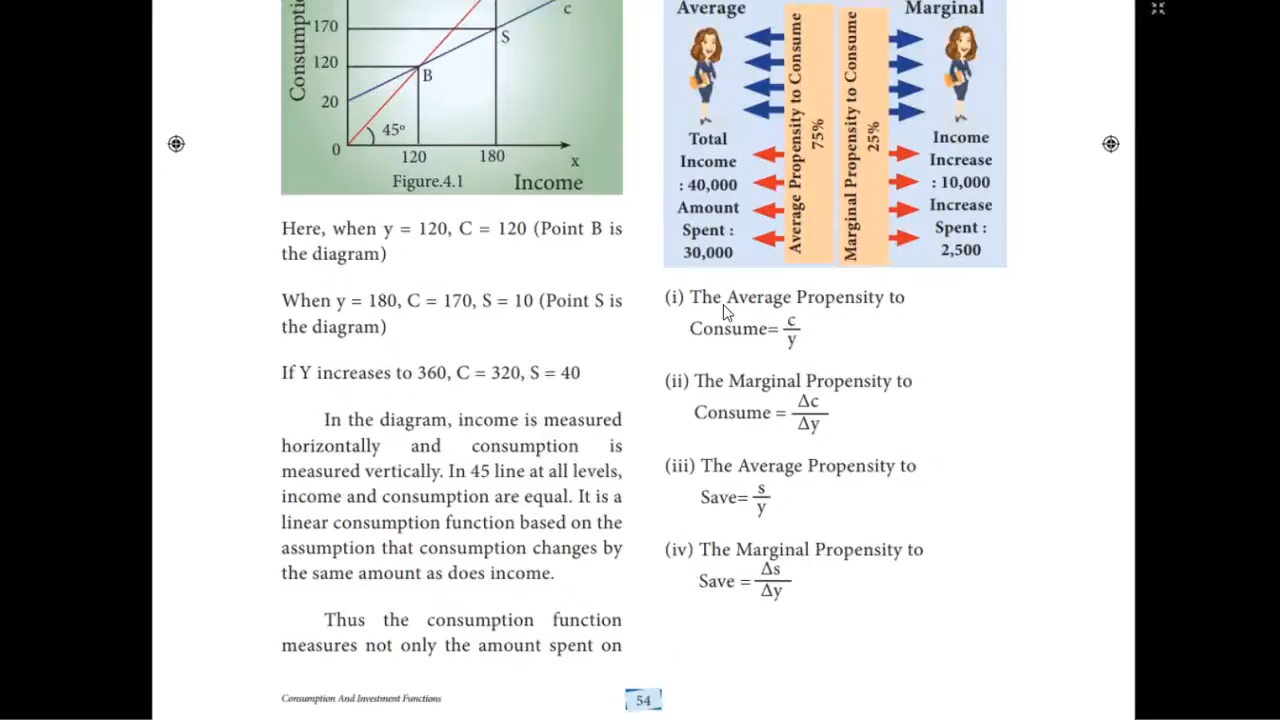 Consumptio
170
120
20
0
S
B
c
45º
120
180
x
Figure.4.1
Income
Here, when y = 120, C = 120 (Point B is
the diagram)
When y = 180, C = 170, S = 10 (Point S is
the diagram)
If Y increases to 360, C = 320, S = 40
In the diagram, income is measured
horizontally and consumption is
measured vertically. In 45 line at all levels,
income and consumption are equal. It is a
linear consumption function based on the
assumption that consumption changes by
the same amount as does income.
Thus the consumption function
measures not only the amount spent on
Average
Total
Income
: 40,000
Amount
Spent :
30,000
Average Propensity to Consume
75%
Marginal Propensity to Consume
25%
Marginal
Income
Increase
: 10,000
Increase
Spent :
2,500
(i) The Average Propensity to
Consume= c/y
(ii) The Marginal Propensity to
Consume = Δc/Δy
(iii) The Average Propensity to
Save= s/y
(iv) The Marginal Propensity to
Save = Δs/Δy
Consumption And Investment Functions
54